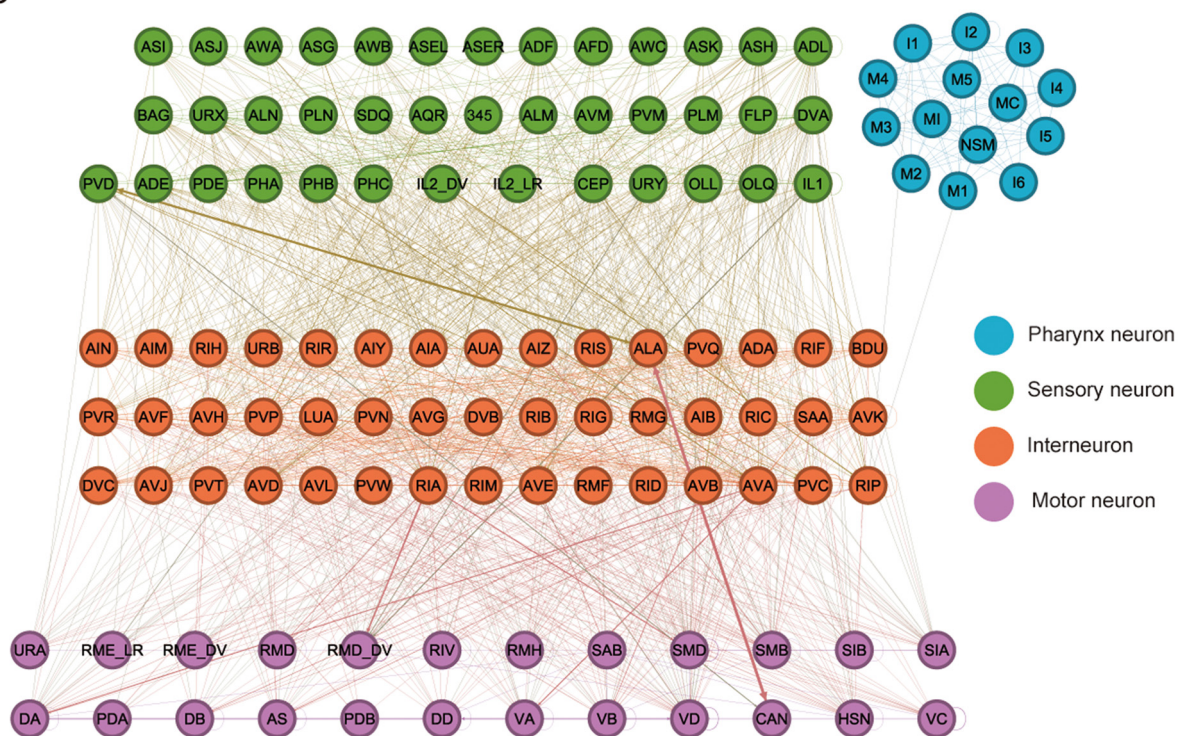 ASI ASJ AWA ASG AWB ASEL ASER ADF AFD AWC ASK ASH ADL
BAG URX ALN PLN SDQ AQR 345 ALM AVM PVM PLM FLP DVA
PVD ADE PDE PHA PHB PHC IL2_DV IL2_LR CEP URY OLL OLQ IL1
I1 I2 I3
M4 M5 I4
MC
M3 MI I5
NSM
M2 M1 I6
AIN AIM RIH URB RIR AIY AIA AUA AIZ RIS ALA PVQ ADA RIF BDU
PVR AVF AVH PVP LUA PVN AVG DVB RIB RIG RMG AIB RIC SAA AVK
DVC AVJ PVT AVD AVL PVW RIA RIM AVE RMF RID AVB AVA PVC RIP
URA RME_LR RME_DV RMD RMD_DV RIV RMH SAB SMD SMB SIB SIA
DA PDA DB AS PDB DD VA VB VD CAN HSN VC
Pharynx neuron
Sensory neuron
Interneuron
Motor neuron